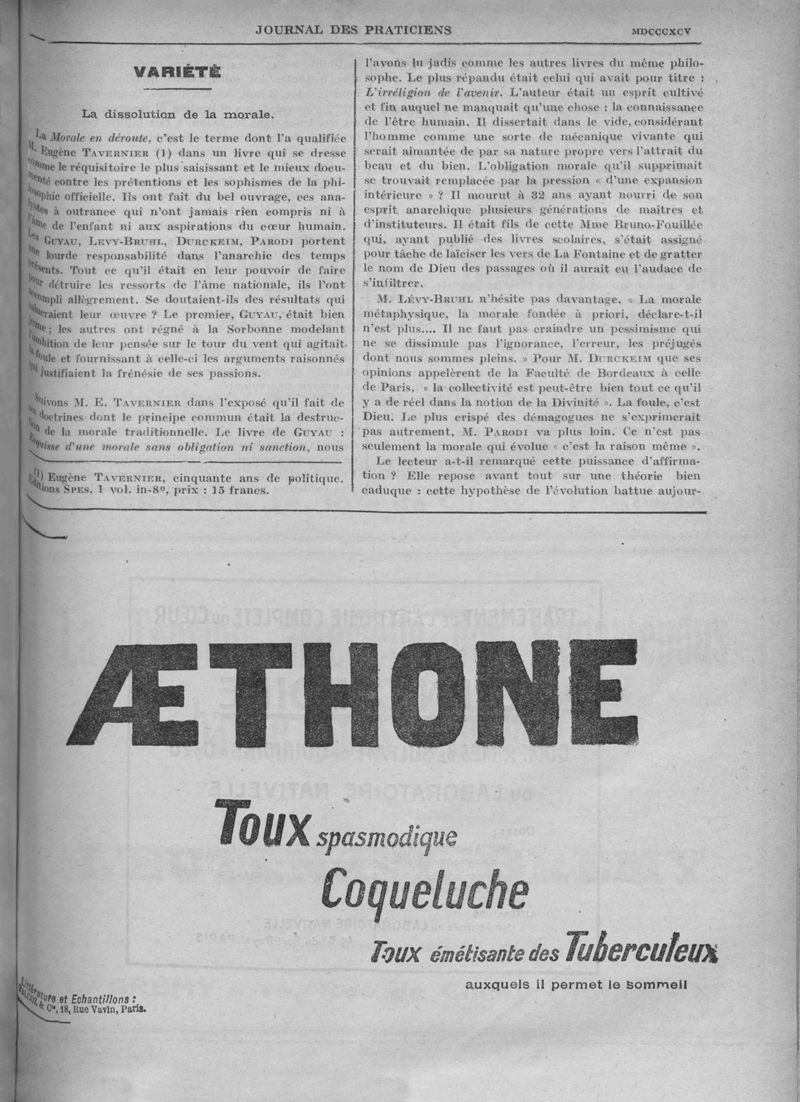 JOURNAL DES PRATICIENS
MDCCCXCV
VARIÉTÉ
La dissolution de la morale.
La Morale en déroute, c'est le terme dont l'a qualifiée
M. Eugène TAVERNIER (1) dans un livre qui se dresse
comme le réquisitoire le plus saisissant et le mieux docu-
menté contre les prétentions et les sophismes de la phi-
losophie officielle. Ils ont fait du bel ouvrage, ces ana-
lystes à outrance qui n'ont jamais rien compris ni à
l'âme de l'enfant ni aux aspirations du cœur humain.
Les GUYAU, LEVY-BRUHL, DURCKEIM, PARODI portent
une lourde responsabilité dans l'anarchie des temps
présents. Tout ce qu'il était en leur pouvoir de faire
pour détruire les ressorts de l'âme nationale, ils l'ont
accompli allègrement. Se doutaient-ils des résultats qui
amèneraient leur œuvre ? Le premier, GUYAU, était bien
jeune ; les autres ont régné à la Sorbonne modelant
l'ambition de leur pensée sur le tour du vent qui agitait
la foule et fournissant à celle-ci les arguments raisonnés
qui justifiaient la frénésie de ses passions.
Suivons M. E. TAVERNIER dans l'exposé qu'il fait de
ses doctrines dont le principe commun était la destruc-
tion de la morale traditionnelle. Le livre de GUYAU :
Esquisse d'une morale sans obligation ni sanction, nous
(1) Eugène TAVERNIER, cinquante ans de politique.
Editions SPES, 1 vol. in-8º, prix : 15 francs.
l'avons lu jadis comme les autres livres du même philo-
sophe. Le plus répandu était celui qui avait pour titre :
L'irréligion de l'avenir. L'auteur était un esprit cultivé
et fin auquel ne manquait qu'une chose : la connaissance
de l'être humain. Il dissertait dans le vide, considérant
l'homme comme une sorte de mécanique vivante qui
serait aimantée de par sa nature propre vers l'attrait du
beau et du bien. L'obligation morale qu'il supprimait
se trouvait remplacée par la pression « d'une expansion
intérieure » ? Il mourut à 32 ans ayant nourri de son
esprit anarchique plusieurs générations de maîtres et
d'instituteurs. Il était fils de cette Mme Bruno-Fouillée
qui, ayant publié des livres scolaires, s'était assigné
pour tâche de laïciser les vers de La Fontaine et de gratter
le nom de Dieu des passages où il aurait eu l'audace de
s'infiltrer.
M. LÉVY-BRUHL n'hésite pas davantage. « La morale
métaphysique, la morale fondée à priori, déclare-t-il
n'est plus.... Il ne faut pas craindre un pessimisme qui
ne se dissimule pas l'ignorance, l'erreur, les préjugés
dont nous sommes pleins. » Pour M. DURCKEIM que ses
opinions appelèrent de la Faculté de Bordeaux à celle
de Paris, « la collectivité est peut-être bien tout ce qu'il
y a de réel dans la notion de la Divinité ». La foule, c'est
Dieu. Le plus crispé des démagogues ne s'exprimerait
pas autrement, M. PARODI va plus loin. Ce n'est pas
seulement la morale qui évolue « c'est la raison même ».
Le lecteur a-t-il remarqué cette puissance d'affirma-
tion ? Elle repose avant tout sur une théorie bien
caduque : cette hypothèse de l'évolution battue aujour-
ÆTHONE
Toux spasmodique
Coqueluche
Toux émétisante des Tuberculeux
auxquels il permet le sommeil
Littérature et Echantillons :
& Cie, 18, Rue Vavin, Paris.